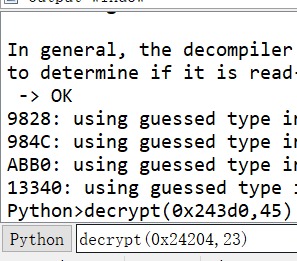 In general, the decompiler
to determine if it is read-
-> OK
9828: using guessed type in
984C: using guessed type in
ABB0: using guessed type in
13340: using guessed type i
Python>decrypt(0x243d0,45)
Python decrypt(0x24204,23)